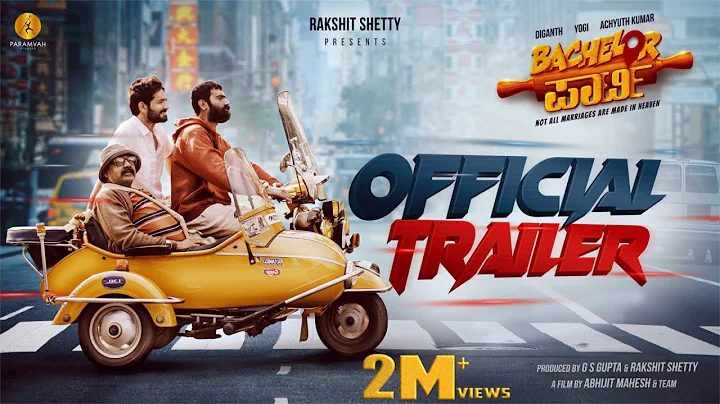 PARAMVAH
RAKSHIT SHETTY
PRESENTS
DIGANTH YOGI ACHYUTH KUMAR
BACHELOR
ಪಾರ್ಟಿ
NOT ALL MARRIAGES ARE MADE IN HEAVEN
OFFICIAL
TRAILER
2M+
VIEWS
PRODUCED BY G S GUPTA & RAKSHIT SHETTY
A FILM BY ABHIJIT MAHESH & TEAM